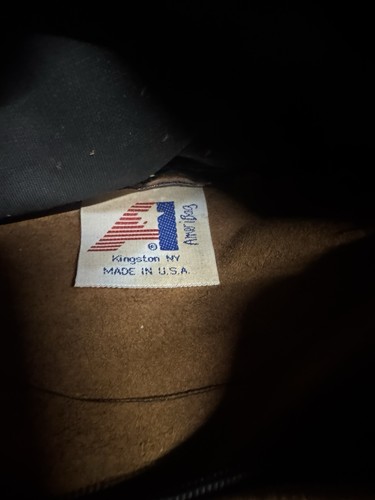 A
AmeriBag
®
Kingston NY
MADE IN U.S.A.